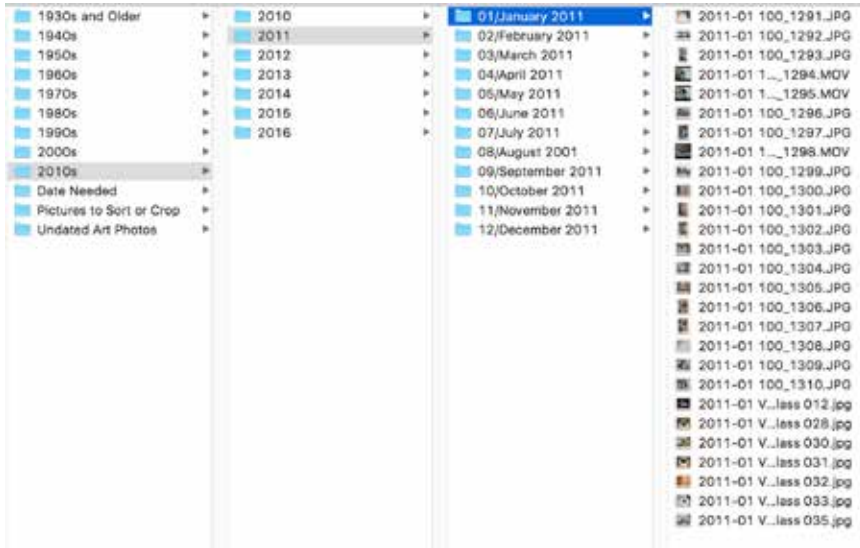 1930s and Older
1940s
1950s
1960s
1970s
1980s
1990s
2000s
2010s
Date Needed
Pictures to Sort or Crop
Undated Art Photos
2010
2011
2012
2013
2014
2015
2016
01/January 2011
02/February 2011
03/March 2011
04/April 2011
05/May 2011
06/June 2011
07/July 2011
08/August 2001
09/September 2011
10/October 2011
11/November 2011
12/December 2011
2011-01 100_1291.JPG
2011-01 100_1292.JPG
2011-01 100_1293.JPG
2011-01 1..._1294.MOV
2011-01 1..._1295.MOV
2011-01 100_1296.JPG
2011-01 100_1297.JPG
2011-01 1..._1298.MOV
2011-01 100_1299.JPG
2011-01 100_1300.JPG
2011-01 100_1301.JPG
2011-01 100_1302.JPG
2011-01 100_1303.JPG
2011-01 100_1304.JPG
2011-01 100_1305.JPG
2011-01 100_1306.JPG
2011-01 100_1307.JPG
2011-01 100_1308.JPG
2011-01 100_1309.JPG
2011-01 100_1310.JPG
2011-01 V...lass 012.jpg
2011-01 V...lass 028.jpg
2011-01 V...lass 030.jpg
2011-01 V...lass 031.jpg
2011-01 V...lass 032.jpg
2011-01 V...lass 033.jpg
2011-01 V...lass 035.jpg